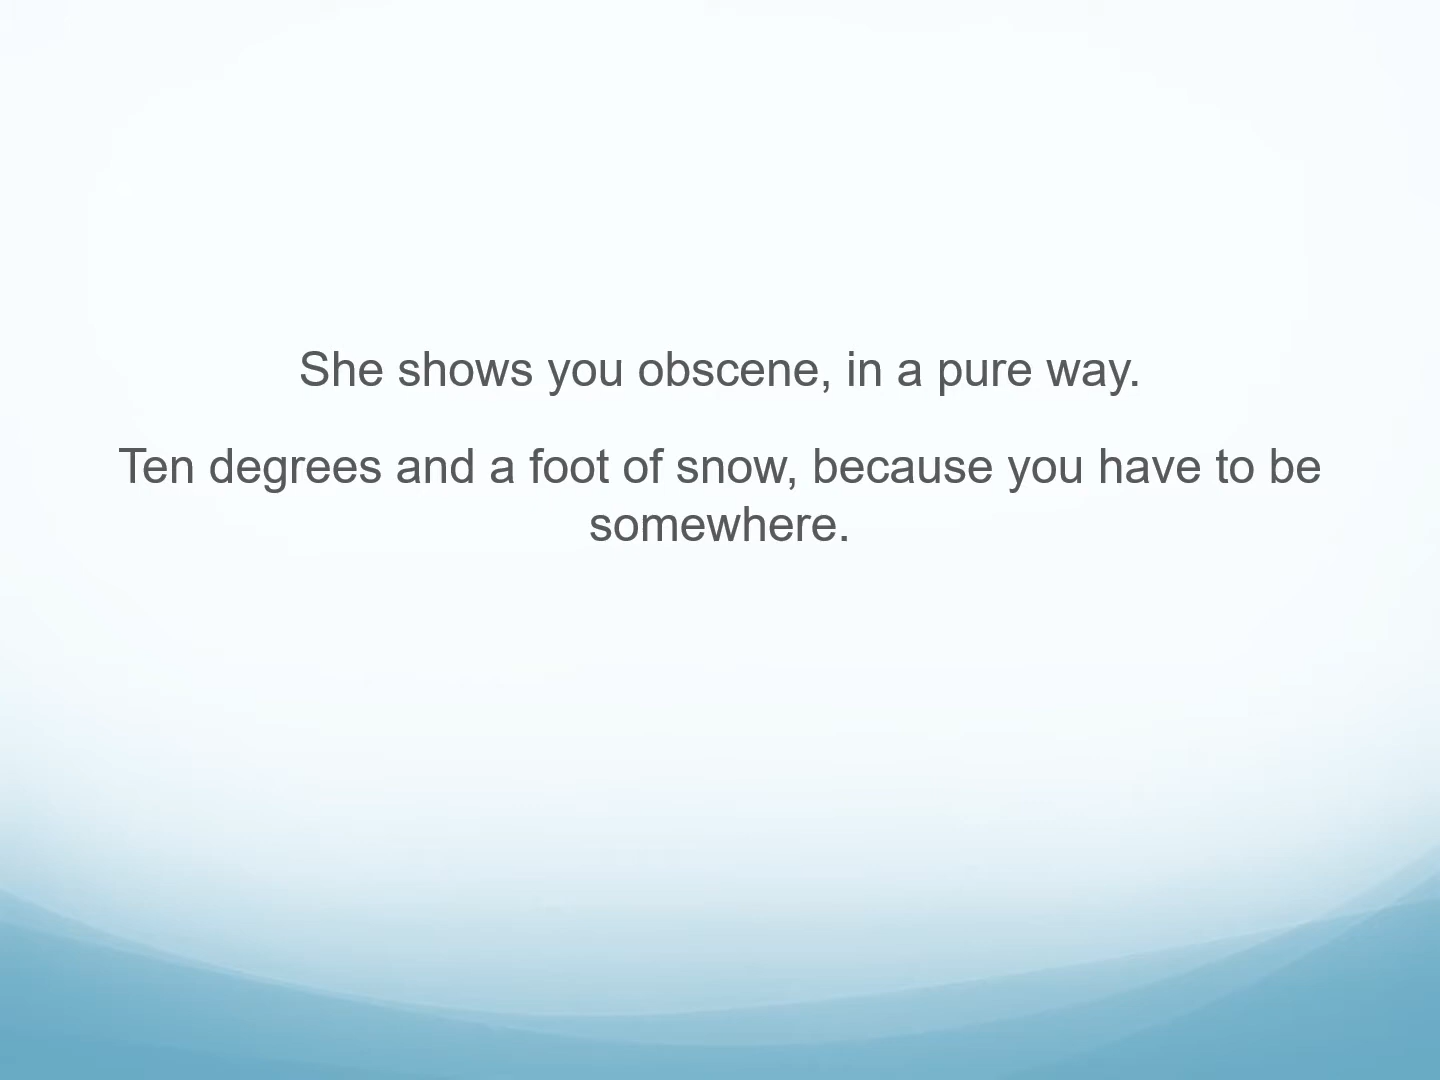 She shows you obscene, in a pure way.
Ten degrees and a foot of snow, because you have to be
somewhere.